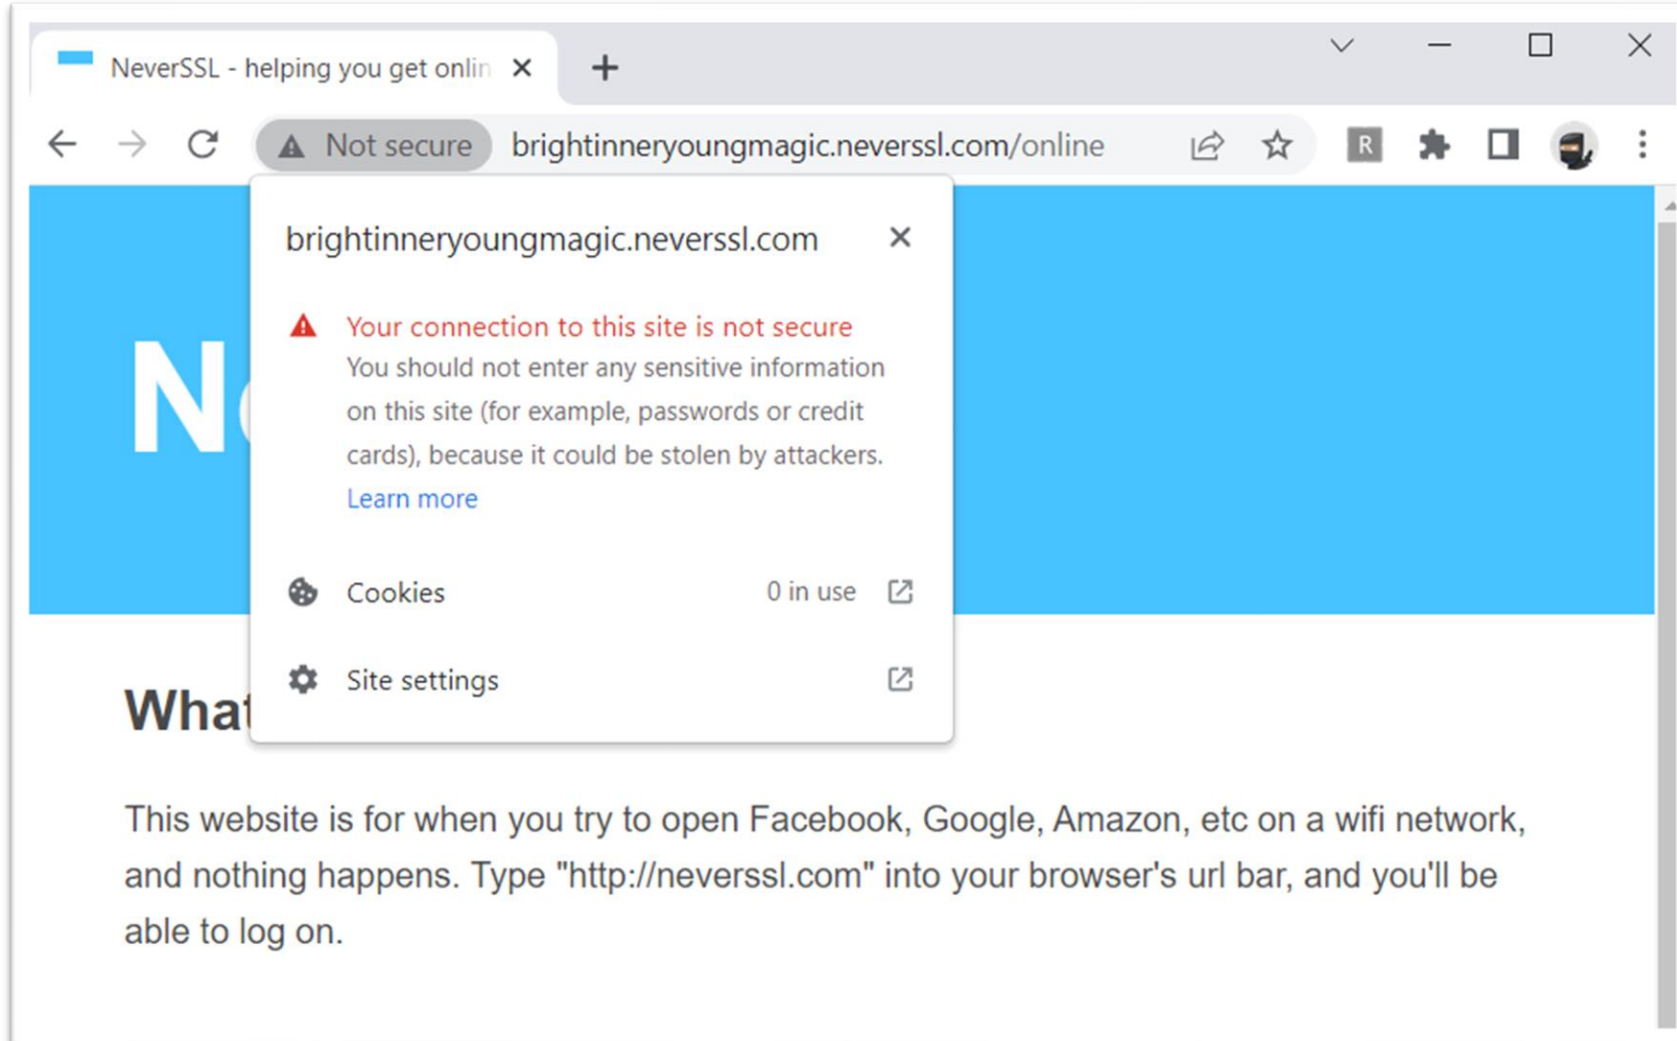 NeverSSL - helping you get onlin
Not secure brightinneryoungmagic.neverssl.com/online
R
brightinneryoungmagic.neverssl.com
Your connection to this site is not secure
You should not enter any sensitive information
on this site (for example, passwords or credit
cards), because it could be stolen by attackers.
Learn more
Cookies 0 in use
Site settings
N
What
This website is for when you try to open Facebook, Google, Amazon, etc on a wifi network,
and nothing happens. Type "http://neverssl.com" into your browser's url bar, and you'll be
able to log on.